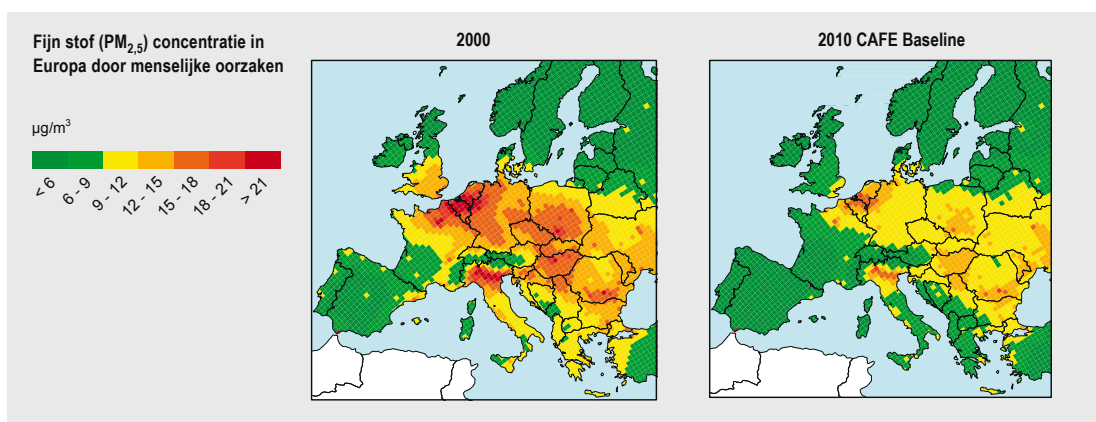 Fijn stof (PM2,5) concentratie in
Europa door menselijke oorzaken
µg/m³
< 6
6 - 9
9 - 12
12 - 15
15 - 18
18 - 21
> 21
2000
2010 CAFE Baseline